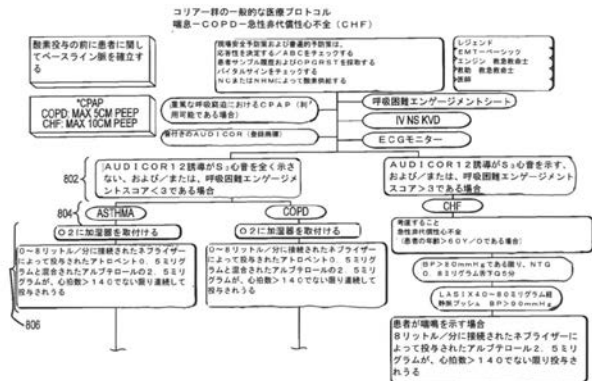 コリアー群の一般的な医療プロトコル
喘息-COPD-急性非代償性心不全(CHF)
酸素投与の前に患者に関して
ベースライン脈を確立する
現場安全予防策および普遍的予防策は、
応答性を決定する/ABCをチェックする
患者サンプル履歴およびCPGRSTを採取する
バイタルサインをチェックする
NCまたはNHMによって酸素供給する
レジェンド
EMT-ベーシック
エンジン 救急救命士
救助 救急救命士
医師
*CPAP
COPD: MAX 5CM PEEP
CHF: MAX 10CM PEEP
重篤な呼吸窮迫におけるCPAP(利
用可能である場合)
着付きのAUDICOR(登録商標)
呼吸困難エンゲージメントシート
IV NS KVD
ECGモニター
802
AUDICOR12誘導がS₃心音を全く示
さない、および/または、呼吸困難エンゲージメ
ントスコア<3である場合
AUDICOR12誘導がS₃心音を示す、
および/または、呼吸困難エンゲージメント
スコア>3である場合
804
ASTHMA
COPD
CHF
O2に加湿器を取付ける
O2に加湿器を取付ける
考慮すること
急性非代償性心不全
(患者の年齢>60Y/Oである場合)
0~8リットル/分に接続されたネブライザー
によって投与されたアトロベント0.5ミリグ
ラムと混合されたアルブテロールの2.5ミリ
グラムが、心拍数>140でない限り連続して
投与されうる
0~8リットル/分に接続されたネブライザー
によって投与されたアトロベント0.5ミリ
グラムと混合されたアルブテロールの2.5ミ
リグラムが、心拍数>140でない限り連続し
て投与されうる
BP>80mmHgである限り、NTG
0.8ミリグラム舌下Q5分
LASIX40~80ミリグラム経
静脈プッシュ BP>90mmHg
806
患者が喘鳴を示す場合
8リットル/分に接続されたネブライザーに
よって投与されたアルブテロール2.5ミリ
グラムが、心拍数>140でない限り投与さ
れうる